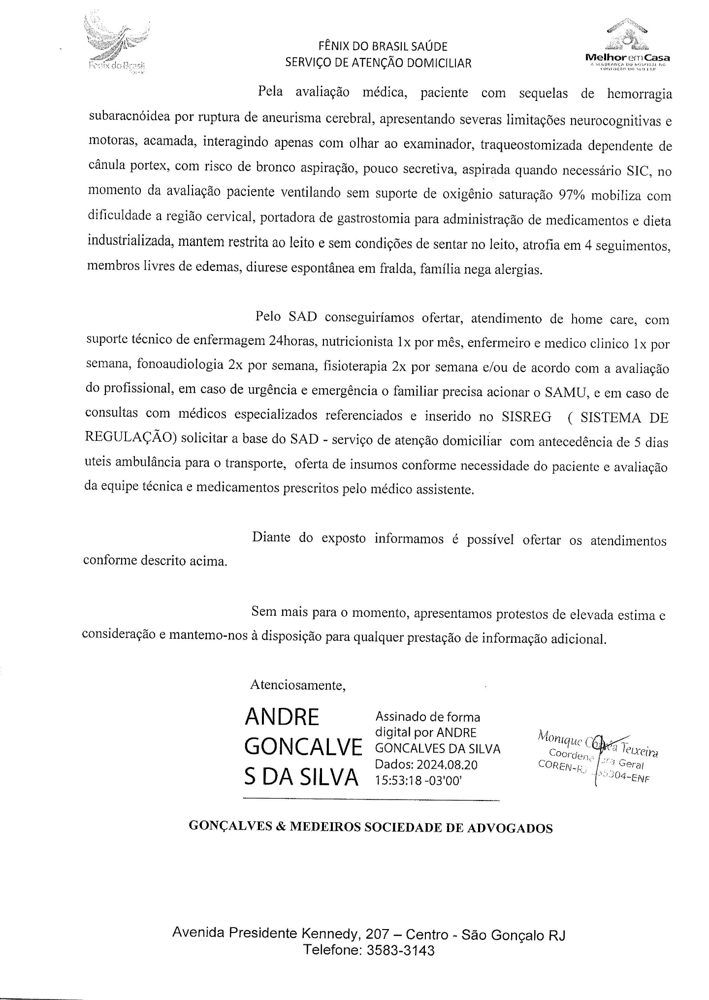 Fênix do Brasil
Saúde
FÊNIX DO BRASIL SAÚDE
SERVIÇO DE ATENÇÃO DOMICILIAR
Melhor em Casa
A SEGURANÇA DO HOSPITAL NO
CONFORTO DO SEU LAR
Pela avaliação médica, paciente com sequelas de hemorragia
subaracnóidea por ruptura de aneurisma cerebral, apresentando severas limitações neurocognitivas e
motoras, acamada, interagindo apenas com olhar ao examinador, traqueostomizada dependente de
cânula portex, com risco de bronco aspiração, pouco secretiva, aspirada quando necessário SIC, no
momento da avaliação paciente ventilando sem suporte de oxigênio saturação 97% mobiliza com
dificuldade a região cervical, portadora de gastrostomia para administração de medicamentos e dieta
industrializada, mantem restrita ao leito e sem condições de sentar no leito, atrofia em 4 seguimentos,
membros livres de edemas, diurese espontânea em fralda, família nega alergias.
Pelo SAD conseguiríamos ofertar, atendimento de home care, com
suporte técnico de enfermagem 24horas, nutricionista 1x por mês, enfermeiro e medico clinico 1x por
semana, fonoaudiologia 2x por semana, fisioterapia 2x por semana e/ou de acordo com a avaliação
do profissional, em caso de urgência e emergência o familiar precisa acionar o SAMU, e em caso de
consultas com médicos especializados referenciados e inserido no SISREG ( SISTEMA DE
REGULAÇÃO) solicitar a base do SAD - serviço de atenção domiciliar com antecedência de 5 dias
uteis ambulância para o transporte, oferta de insumos conforme necessidade do paciente e avaliação
da equipe técnica e medicamentos prescritos pelo médico assistente.
Diante do exposto informamos é possível ofertar os atendimentos
conforme descrito acima.
Sem mais para o momento, apresentamos protestos de elevada estima e
consideração e mantemo-nos à disposição para qualquer prestação de informação adicional.
Atenciosamente,
ANDRE
GONCALVE
S DA SILVA
Assinado de forma
digital por ANDRE
GONCALVES DA SILVA
Dados: 2024.08.20
15:53:18 -03'00'
Monique Corrêa Teixeira
Coordenadora Geral
COREN-RJ
GONÇALVES & MEDEIROS SOCIEDADE DE ADVOGADOS
Avenida Presidente Kennedy, 207 – Centro - São Gonçalo RJ
Telefone: 3583-3143